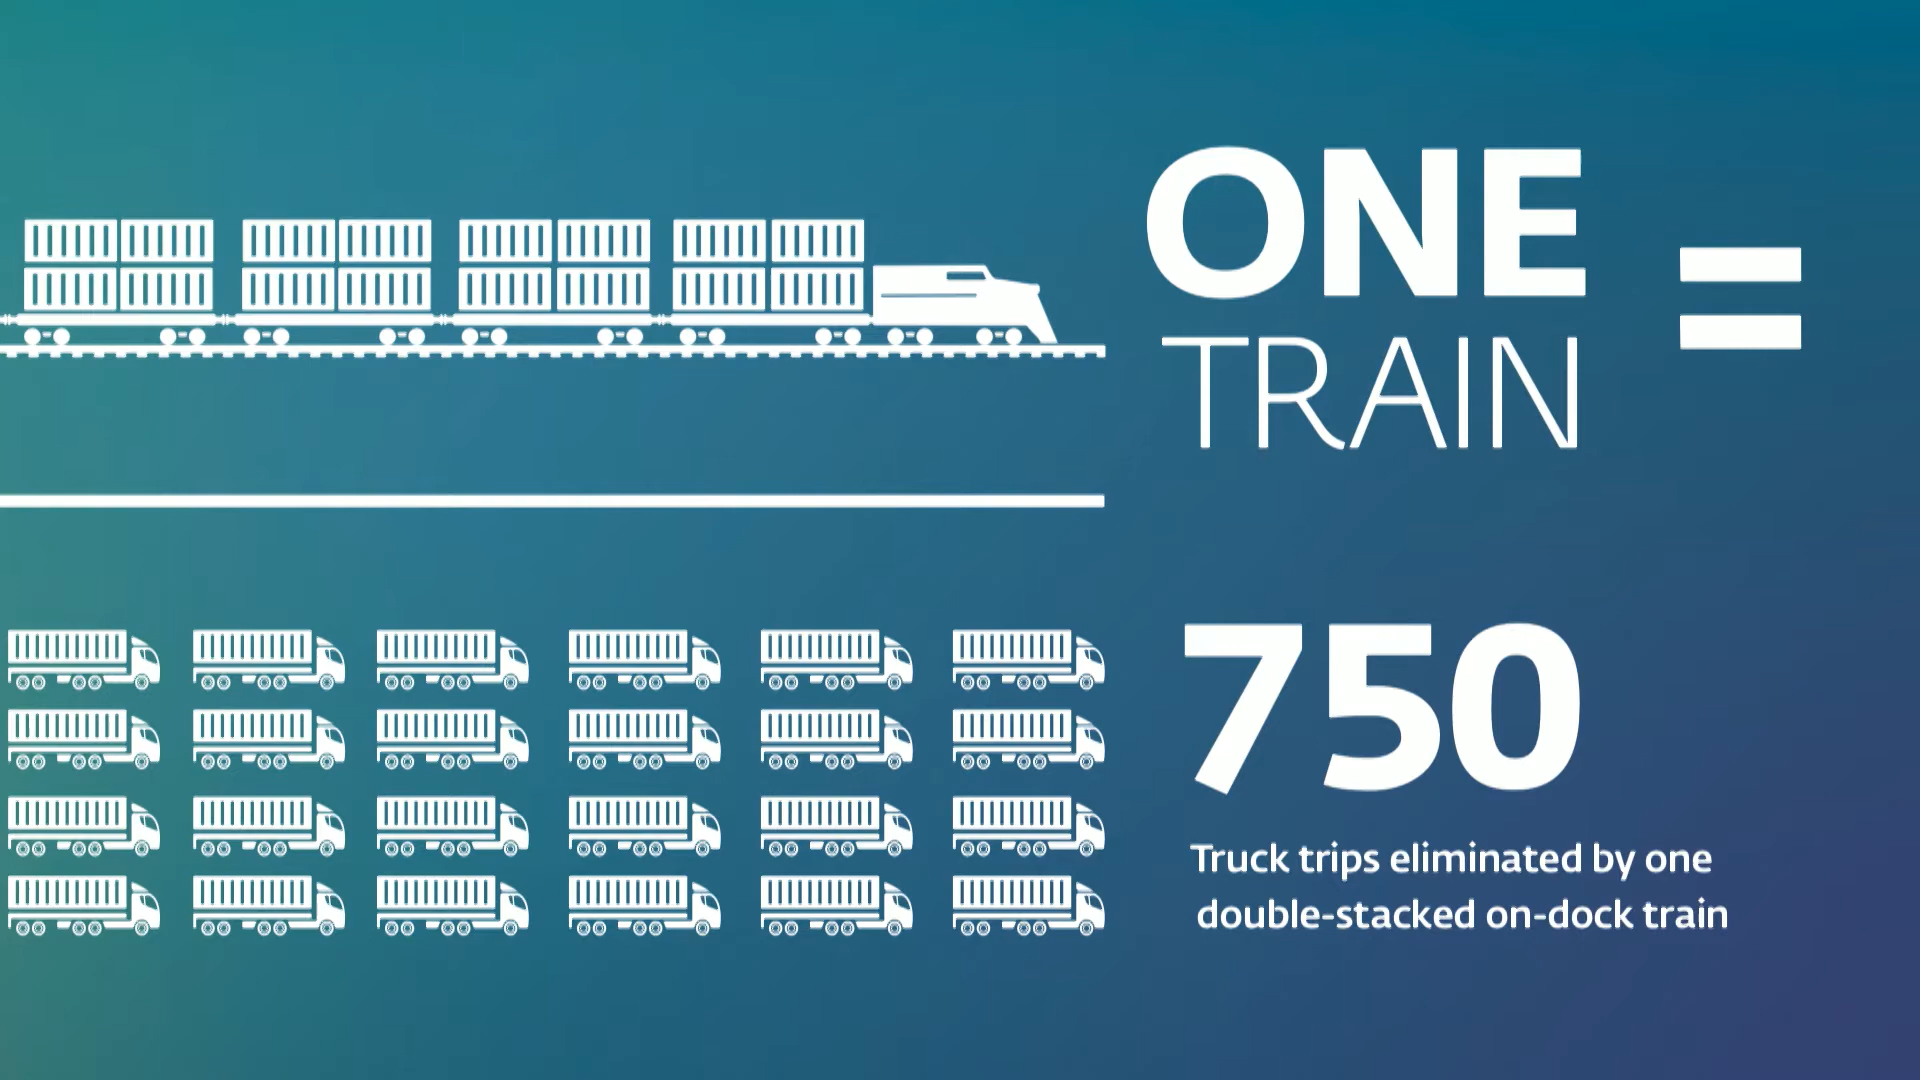 ONE
TRAIN
=
750
Truck trips eliminated by one
double-stacked on-dock train